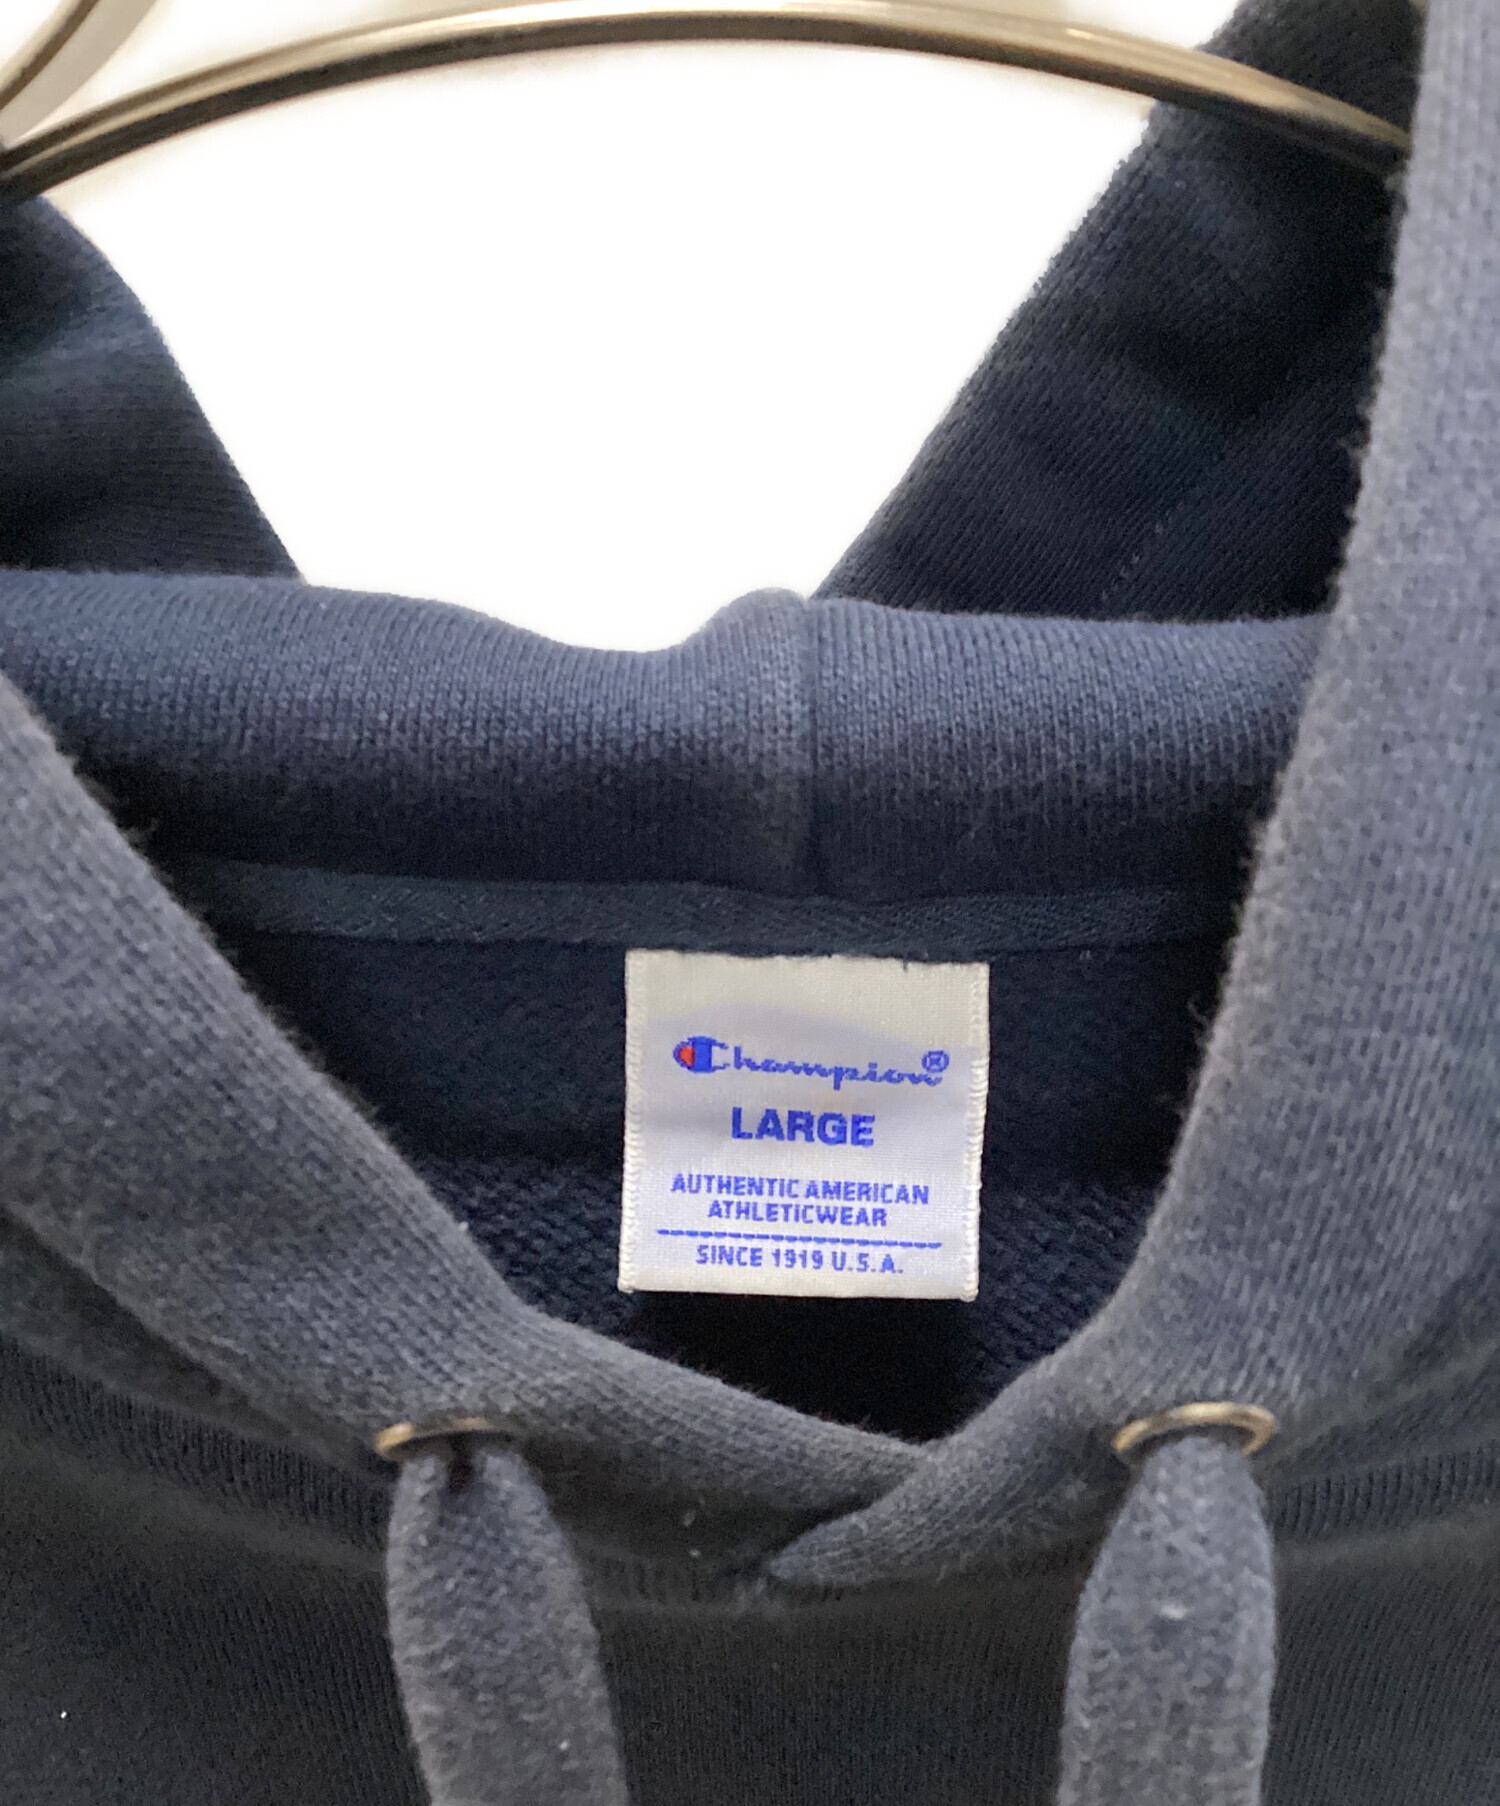 Champion®
LARGE
AUTHENTIC AMERICAN
ATHLETICWEAR
SINCE 1919 U.S.A.